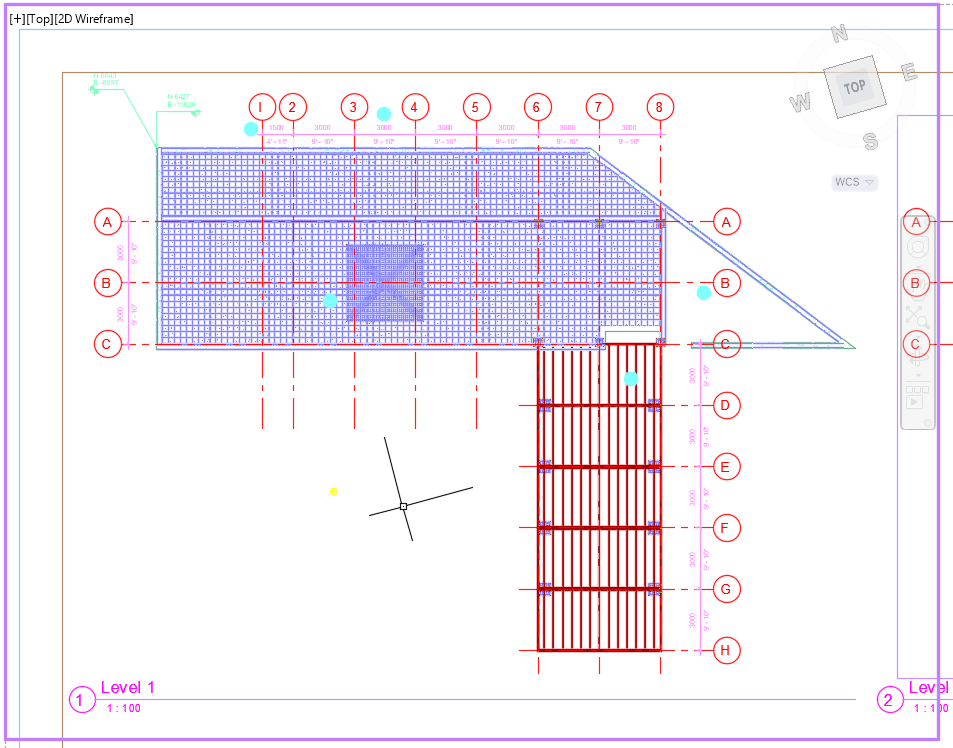 [+][Top][2D Wireframe]
N
E
W
S
TOP
WCS
N 6427
1 2 3 4 5 6 7 8
1500 3000 3000 3000 3000 3000 3000
4' - 11" 9' - 10" 9' - 10" 9' - 10" 9' - 10" 9' - 10" 9' - 10"
A A A
3000
9' - 10"
B B B
3000
9' - 10"
C C C
3000
9' - 10"
D
3000
9' - 10"
E
3000
9' - 10"
F
3000
9' - 10"
G
3000
9' - 10"
H
1 Level 1
1 : 100
2 Level
1 : 100